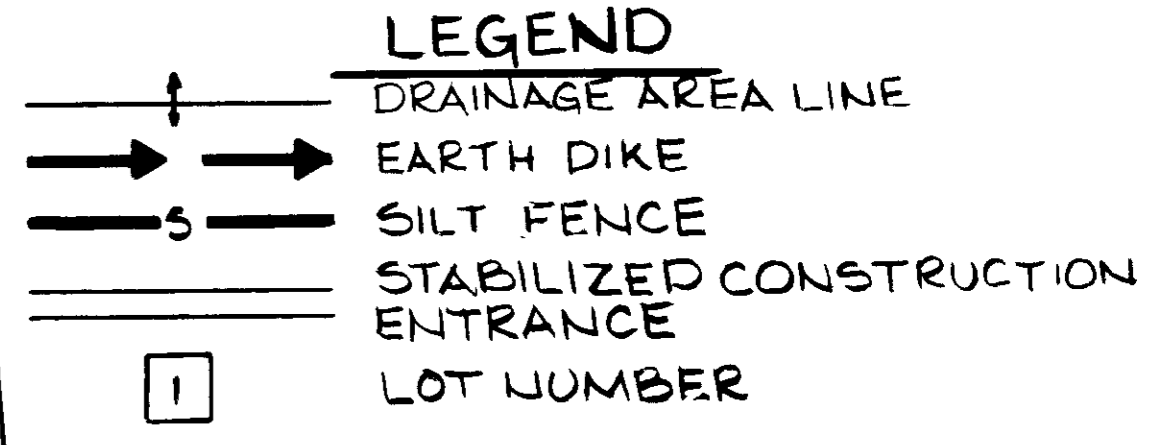 LEGEND
DRAINAGE AREA LINE
EARTH DIKE
S SILT FENCE
STABILIZED CONSTRUCTION
ENTRANCE
1 LOT NUMBER